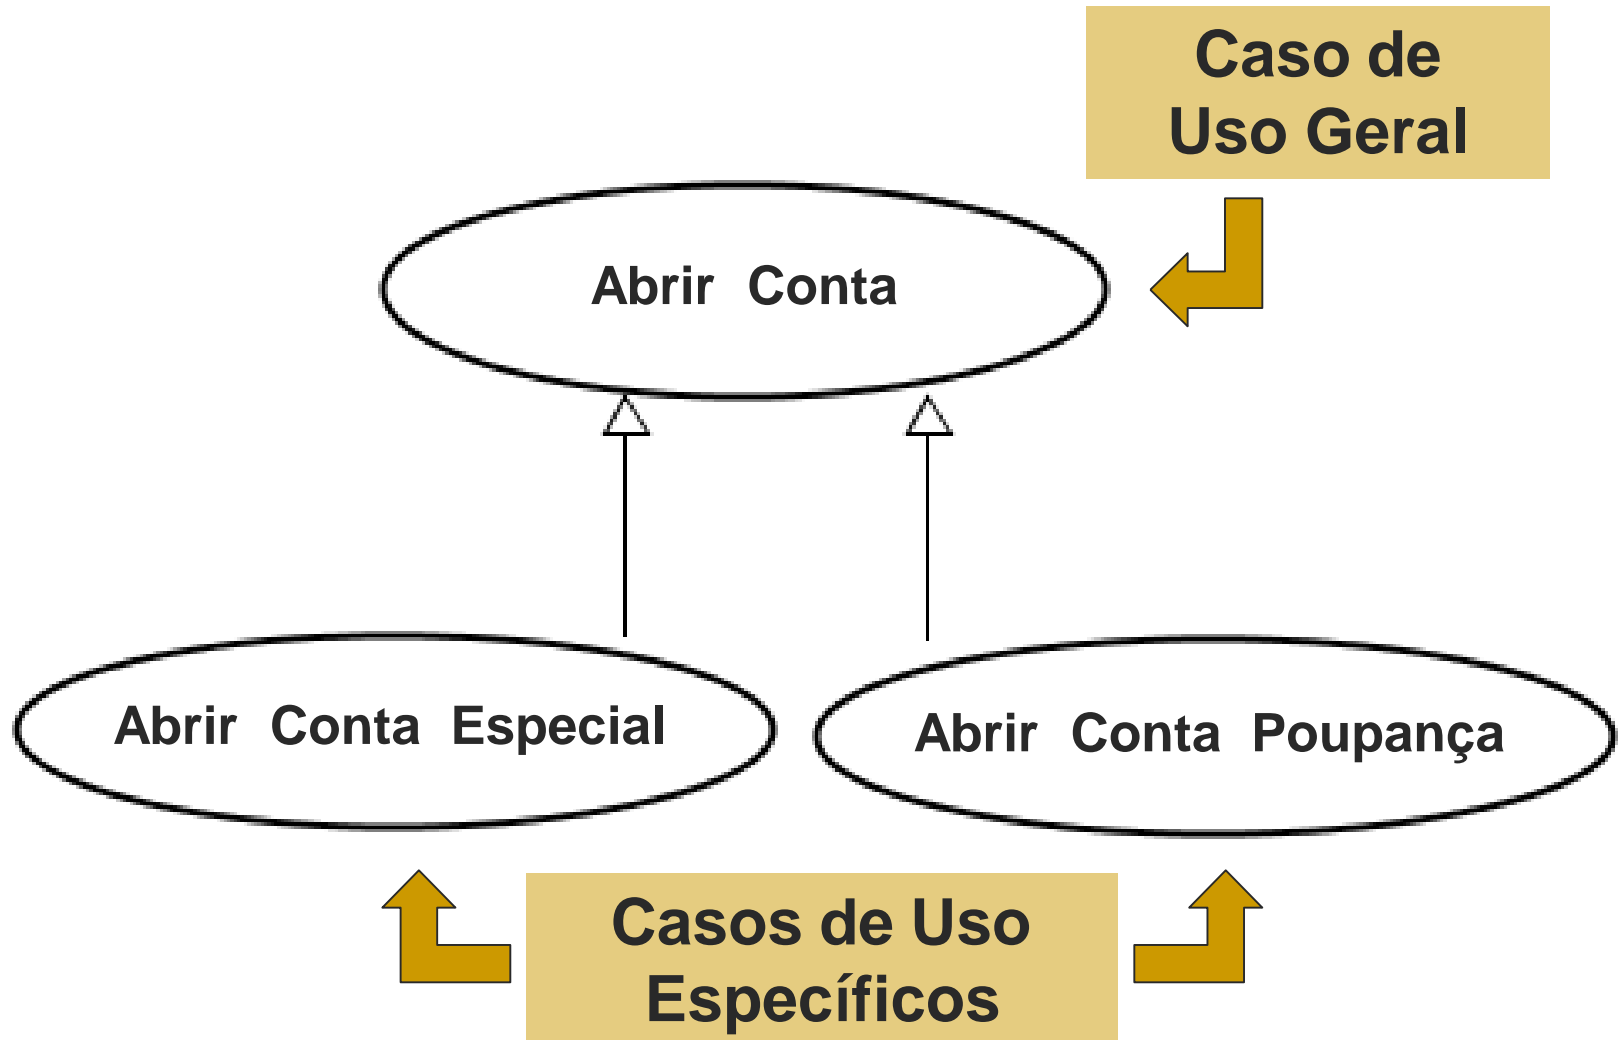 Caso de
Uso Geral
Abrir Conta
Abrir Conta Especial
Abrir Conta Poupança
Casos de Uso
Específicos